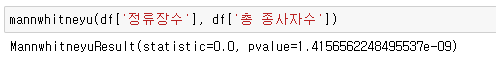 mannwhitneyu(df['정류장수'], df['총 종사자수'])
MannwhitneyuResult(statistic=0.0, pvalue=1.4156562248495537e-09)